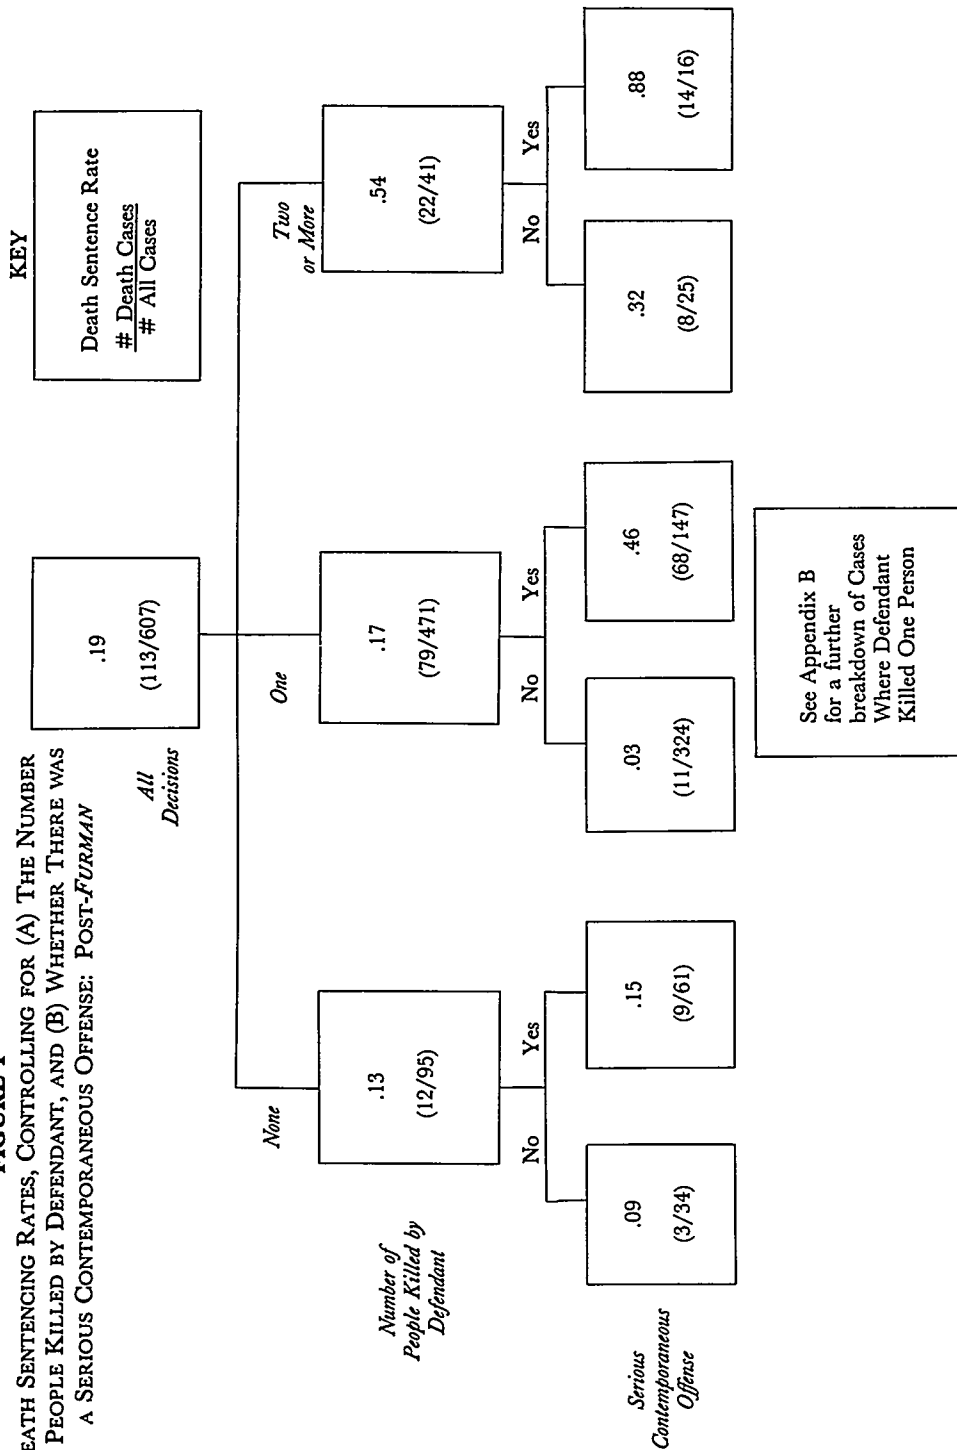 EATH SENTENCING RATES, CONTROLLING FOR (A) THE NUMBER
PEOPLE KILLED BY DEFENDANT, AND (B) WHETHER THERE WAS
A SERIOUS CONTEMPORANEOUS OFFENSE: POST-FURMAN
KEY
Death Sentence Rate
# Death Cases
# All Cases
All
Decisions
.19
(113/607)
None
One
Two
or More
Number of
People Killed by
Defendant
.13
(12/95)
.17
(79/471)
.54
(22/41)
No
Yes
No
Yes
No
Yes
Serious
Contemporaneous
Offense
.09
(3/34)
.15
(9/61)
.03
(11/324)
.46
(68/147)
.32
(8/25)
.88
(14/16)
See Appendix B
for a further
breakdown of Cases
Where Defendant
Killed One Person